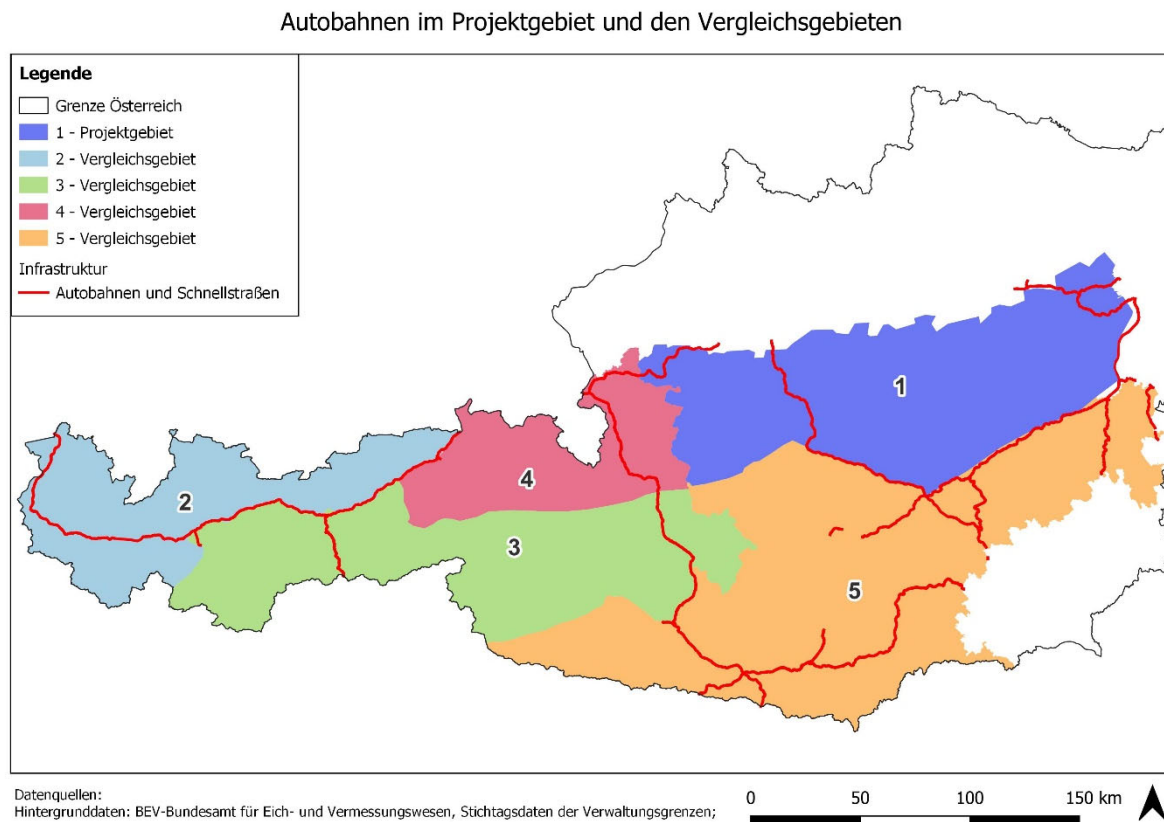 Autobahnen im Projektgebiet und den Vergleichsgebieten
Legende
Grenze Österreich
1 - Projektgebiet
2 - Vergleichsgebiet
3 - Vergleichsgebiet
4 - Vergleichsgebiet
5 - Vergleichsgebiet
Infrastruktur
Autobahnen und Schnellstraßen
1
2
4
3
5
Datenquellen:
Hintergrunddaten: BEV-Bundesamt für Eich- und Vermessungswesen, Stichtagsdaten der Verwaltungsgrenzen;
0 50 100 150 km